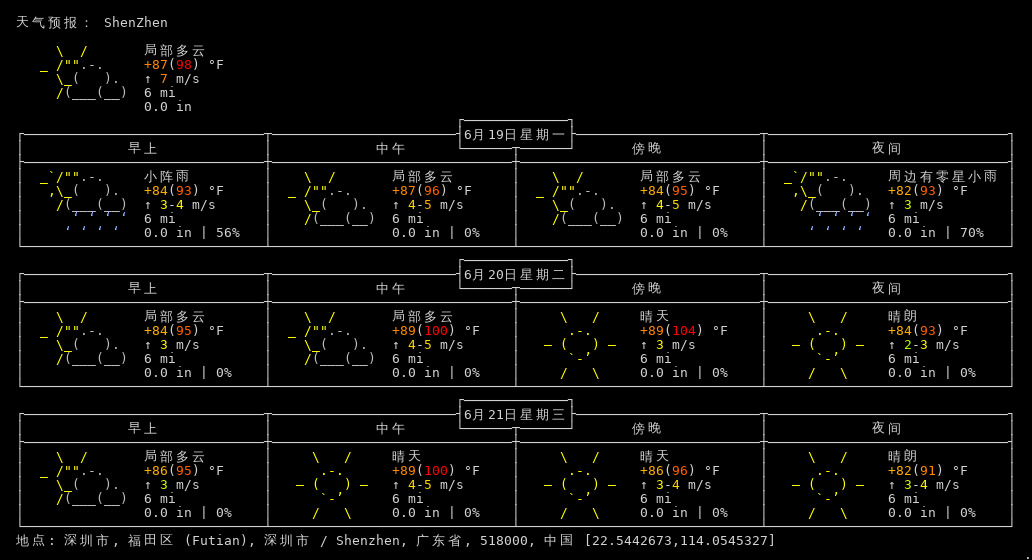 天气预报： ShenZhen
局部多云
+87(98) °F
↑ 7 m/s
6 mi
0.0 in
6月19日星期一
早上 中午 傍晚 夜间
小阵雨 局部多云 局部多云 周边有零星小雨
+84(93) °F +87(96) °F +84(95) °F +82(93) °F
↑ 3-4 m/s ↑ 4-5 m/s ↑ 4-5 m/s ↑ 3 m/s
6 mi 6 mi 6 mi 6 mi
0.0 in | 56% 0.0 in | 0% 0.0 in | 0% 0.0 in | 70%
6月20日星期二
早上 中午 傍晚 夜间
局部多云 局部多云 晴天 晴朗
+84(95) °F +89(100) °F +89(104) °F +84(93) °F
↑ 3 m/s ↑ 4-5 m/s ↑ 3 m/s ↑ 2-3 m/s
6 mi 6 mi 6 mi 6 mi
0.0 in | 0% 0.0 in | 0% 0.0 in | 0% 0.0 in | 0%
6月21日星期三
早上 中午 傍晚 夜间
局部多云 晴天 晴天 晴朗
+86(95) °F +89(100) °F +86(96) °F +82(91) °F
↑ 3 m/s ↑ 4-5 m/s ↑ 3-4 m/s ↑ 3-4 m/s
6 mi 6 mi 6 mi 6 mi
0.0 in | 0% 0.0 in | 0% 0.0 in | 0% 0.0 in | 0%
地点: 深圳市, 福田区 (Futian), 深圳市 / Shenzhen, 广东省, 518000, 中国 [22.5442673,114.0545327]